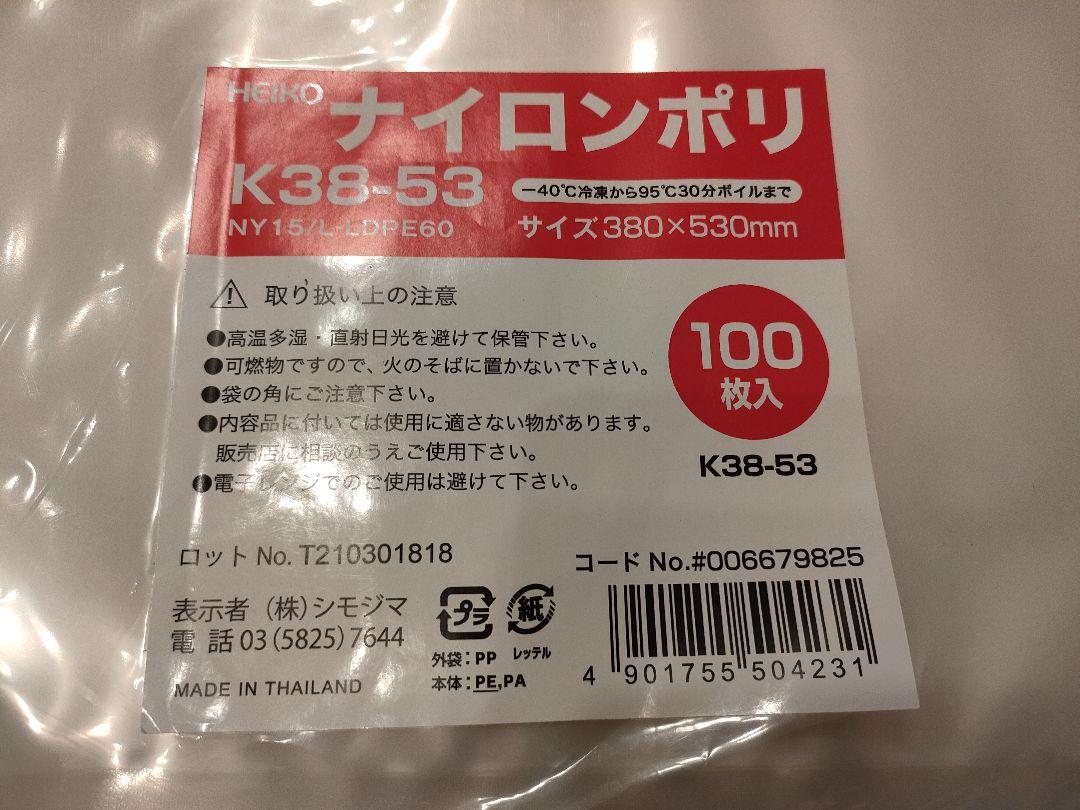 HEIKO ナイロンポリ
K38-53 −40℃冷凍から95℃30分ボイルまで
NY15/L-LDPE60 サイズ380×530mm
取り扱い上の注意
●高温多湿・直射日光を避けて保管下さい。
●可燃物ですので、火のそばに置かないで下さい。
●袋の角にご注意下さい。
●内容品に付いては使用に適さない物があります。
販売店に相談のうえご使用下さい。
●電子レンジでのご使用は避けて下さい。
100
枚入
K38-53
ロット No. T210301818
コード No.#006679825
表示者 (株)シモジマ
電 話 03(5825)7644
MADE IN THAILAND
プラ
外袋:PP
本体:PE,PA
紙
レッテル
4 901755 504231